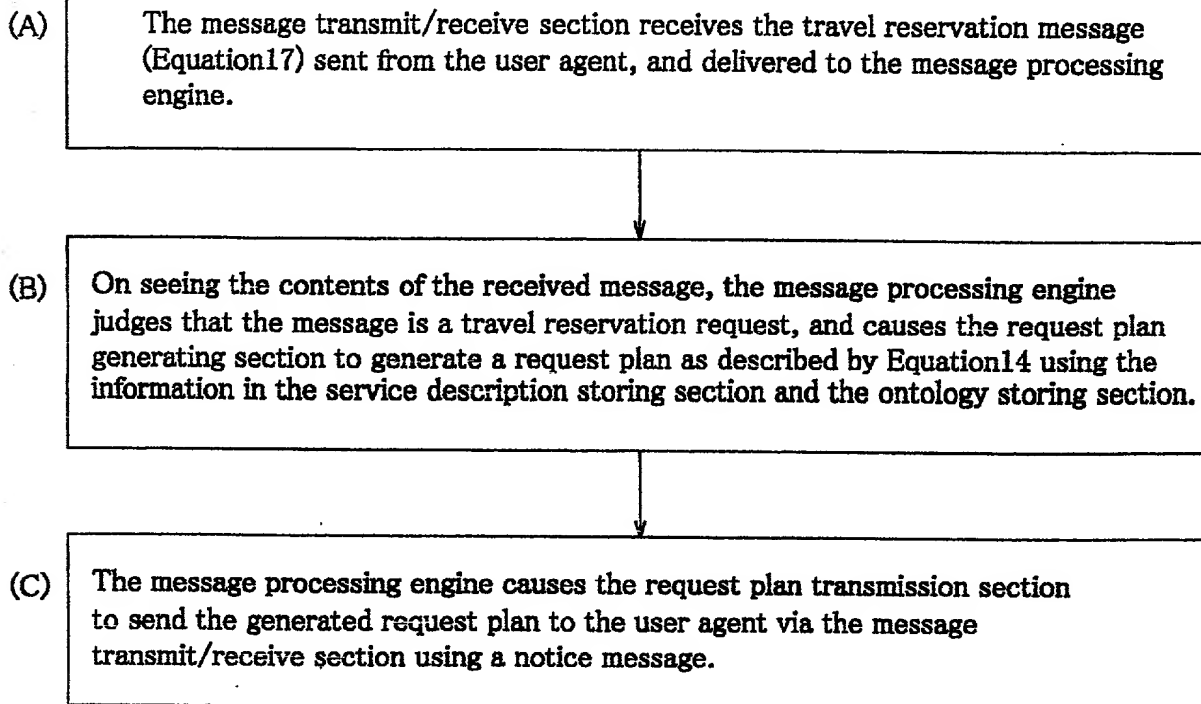 (A)
The message transmit/receive section receives the travel reservation message
(Equation17) sent from the user agent, and delivered to the message processing
engine.
(B)
On seeing the contents of the received message, the message processing engine
judges that the message is a travel reservation request, and causes the request plan
generating section to generate a request plan as described by Equation14 using the
information in the service description storing section and the ontology storing section.
(C)
The message processing engine causes the request plan transmission section
to send the generated request plan to the user agent via the message
transmit/receive section using a notice message.